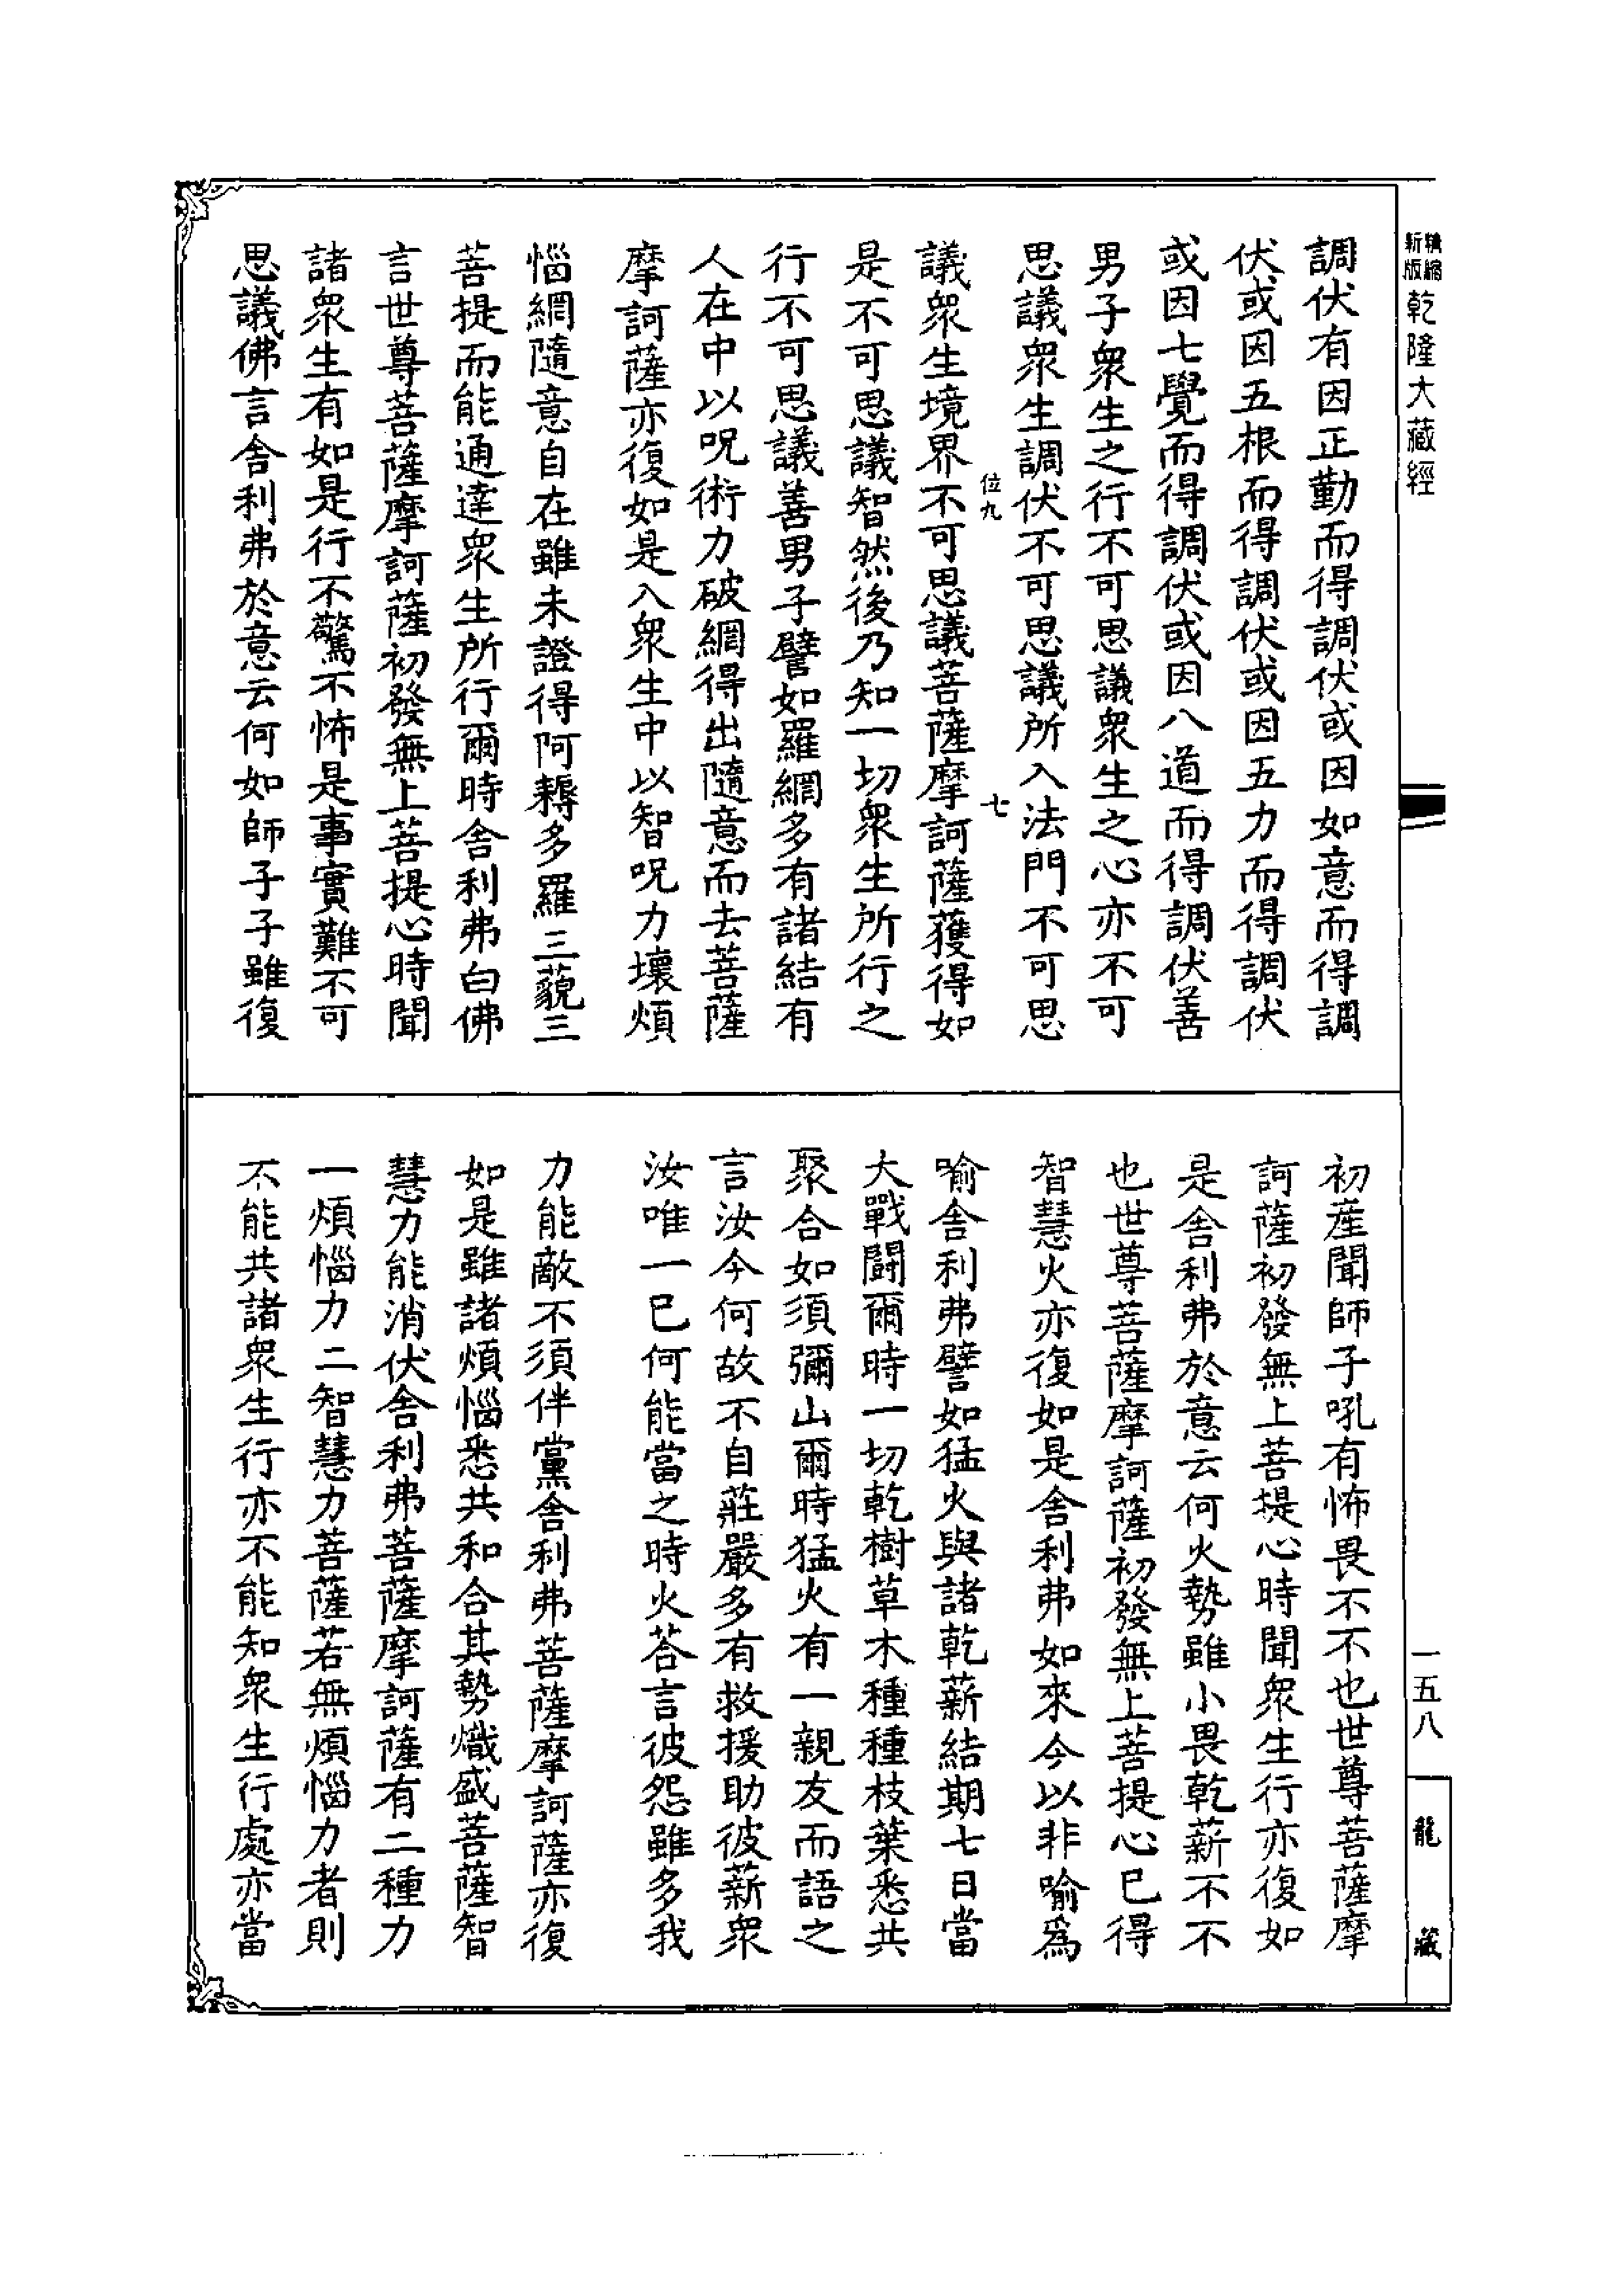 精縮新版乾隆大藏經
調伏有因正勤而得調伏或因如意而得調
伏或因五根而得調伏或因五力而得調伏
或因七覺而得調伏或因八道而得調伏善
男子衆生之行不可思議衆生之心亦不可
思議衆生調伏不可思議所入法門不可思
位九 七
議衆生境界不可思議菩薩摩訶薩獲得如
是不可思議智然後乃知一切衆生所行之
行不可思議善男子譬如羅網多有諸結有
人在中以呪術力破網得出隨意而去菩薩
摩訶薩亦復如是入衆生中以智呪力壞煩
惱網隨意自在雖未證得阿耨多羅三藐三
菩提而能通達衆生所行爾時舍利弗白佛
言世尊菩薩摩訶薩初發無上菩提心時聞
諸衆生有如是行不驚不怖是事實難不可
思議佛言舍利弗於意云何如師子子雖復
初產聞師子吼有怖畏不不也世尊菩薩摩
訶薩初發無上菩提心時聞衆生行亦復如
是舍利弗於意云何火勢雖小畏乾薪不不
也世尊菩薩摩訶薩初發無上菩提心已得
智慧火亦復如是舍利弗如來今以非喻爲
喻舍利弗譬如猛火與諸乾薪結期七日當
大戰鬪爾時一切乾樹草木種種枝葉悉共
聚合如須彌山爾時猛火有一親友而語之
言汝今何故不自莊嚴多有救援助彼薪衆
汝唯一已何能當之時火荅言彼怨雖多我
力能敵不須伴黨舍利弗菩薩摩訶薩亦復
如是雖諸煩惱悉共和合其勢熾盛菩薩智
慧力能消伏舍利弗菩薩摩訶薩有二種力
一煩惱力二智慧力菩薩若無煩惱力者則
不能共諸衆生行亦不能知衆生行處亦當
一五八
龍藏